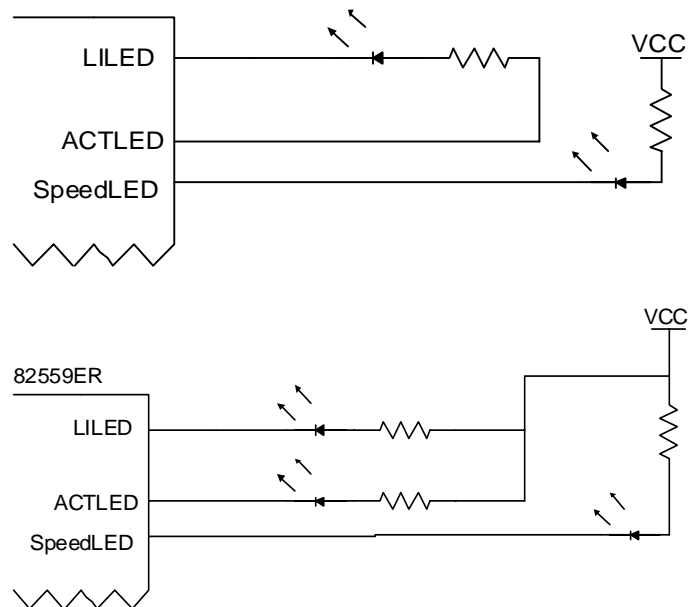 LILED
VCC
ACTLED
SpeedLED
VCC
82559ER
LILED
ACTLED
SpeedLED